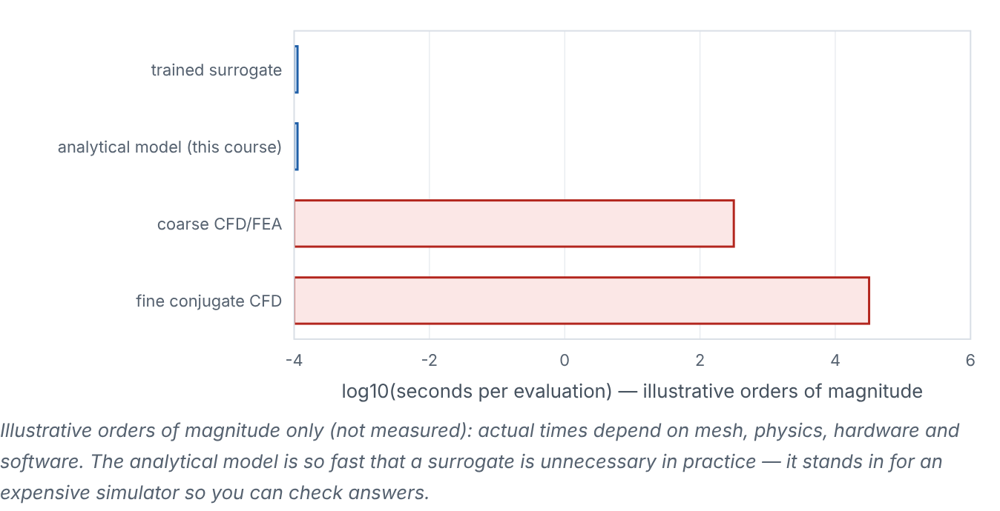 trained surrogate
analytical model (this course)
coarse CFD/FEA
fine conjugate CFD
-4 -2 0 2 4 6
log10(seconds per evaluation) — illustrative orders of magnitude
Illustrative orders of magnitude only (not measured): actual times depend on mesh, physics, hardware and
software. The analytical model is so fast that a surrogate is unnecessary in practice — it stands in for an
expensive simulator so you can check answers.